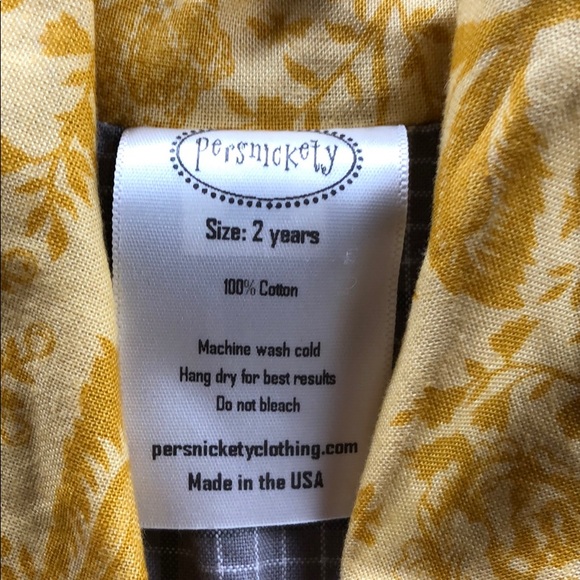 Persnickety
Size: 2 years
100% Cotton
Machine wash cold
Hang dry for best results
Do not bleach
persnicketyclothing.com
Made in the USA